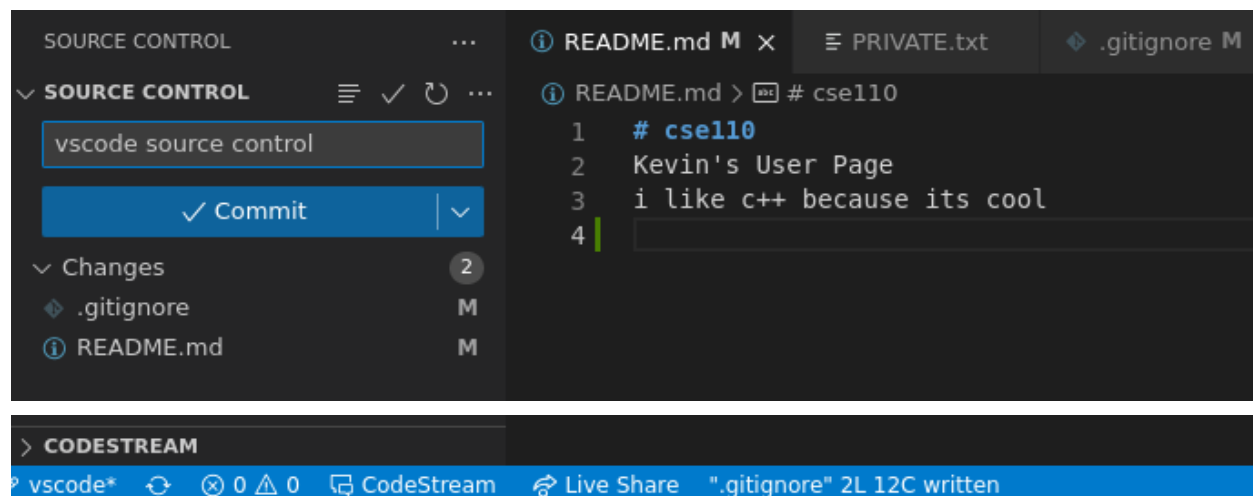 SOURCE CONTROL ...
SOURCE CONTROL ...
vscode source control
✓ Commit
Changes 2
.gitignore M
README.md M
README.md M × PRIVATE.txt .gitignore M
README.md > abc # cse110
1 # cse110
2 Kevin's User Page
3 i like c++ because its cool
4
> CODESTREAM
vscode* 0 0 CodeStream Live Share ".gitignore" 2L 12C written